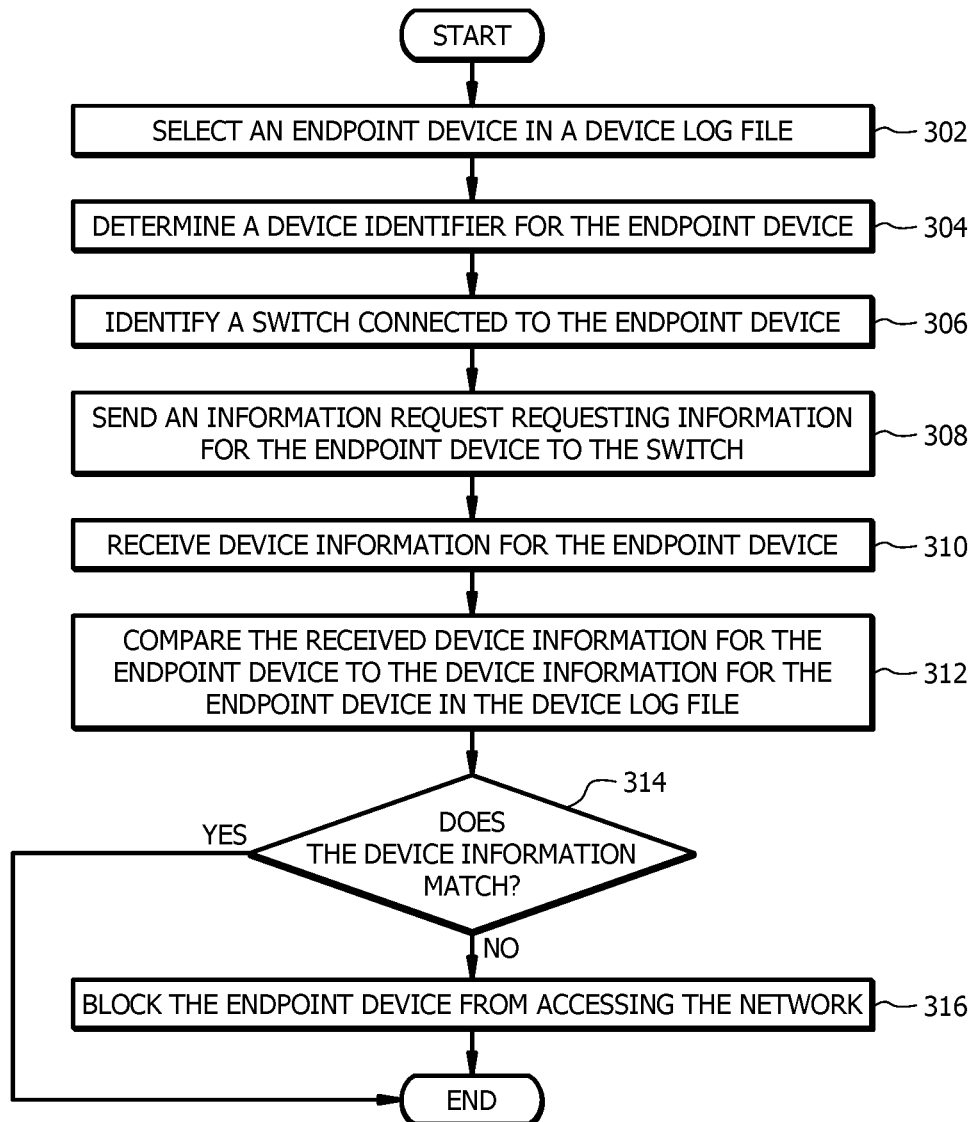 START
SELECT AN ENDPOINT DEVICE IN A DEVICE LOG FILE
302
DETERMINE A DEVICE IDENTIFIER FOR THE ENDPOINT DEVICE
304
IDENTIFY A SWITCH CONNECTED TO THE ENDPOINT DEVICE
306
SEND AN INFORMATION REQUEST REQUESTING INFORMATION
FOR THE ENDPOINT DEVICE TO THE SWITCH
308
RECEIVE DEVICE INFORMATION FOR THE ENDPOINT DEVICE
310
COMPARE THE RECEIVED DEVICE INFORMATION FOR THE
ENDPOINT DEVICE TO THE DEVICE INFORMATION FOR THE
ENDPOINT DEVICE IN THE DEVICE LOG FILE
312
314
DOES
THE DEVICE INFORMATION
MATCH?
YES
NO
BLOCK THE ENDPOINT DEVICE FROM ACCESSING THE NETWORK
316
END